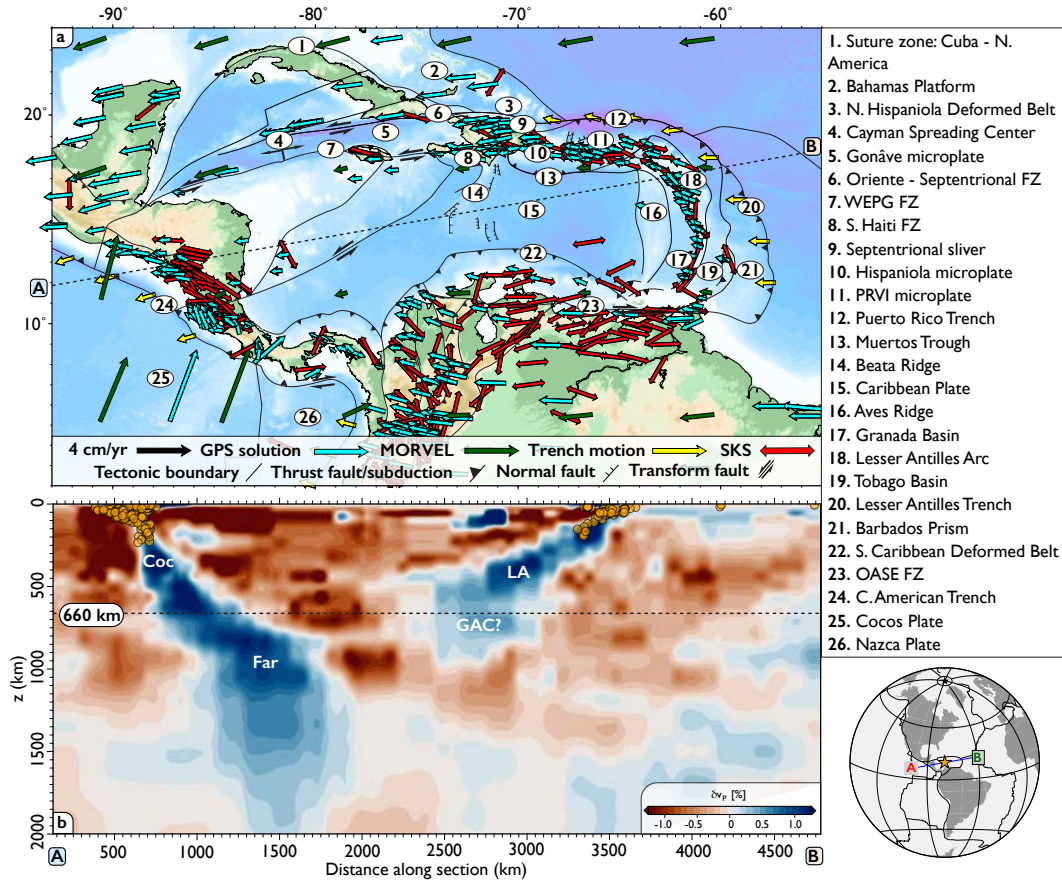 -90°
-80°
-70°
-60°
a
20°
10°
1
2
3
4
5
6
7
8
9
10
11
12
13
14
15
16
17
18
19
20
21
22
23
24
25
26
A
B
4 cm/yr GPS solution MORVEL Trench motion SKS
Tectonic boundary Thrust fault/subduction Normal fault Transform fault
1. Suture zone: Cuba - N.
America
2. Bahamas Platform
3. N. Hispaniola Deformed Belt
4. Cayman Spreading Center
5. Gonâve microplate
6. Oriente - Septentrional FZ
7. WEPG FZ
8. S. Haiti FZ
9. Septentrional sliver
10. Hispaniola microplate
11. PRVI microplate
12. Puerto Rico Trench
13. Muertos Trough
14. Beata Ridge
15. Caribbean Plate
16. Aves Ridge
17. Granada Basin
18. Lesser Antilles Arc
19. Tobago Basin
20. Lesser Antilles Trench
21. Barbados Prism
22. S. Caribbean Deformed Belt
23. OASE FZ
24. C. American Trench
25. Cocos Plate
26. Nazca Plate
0
500
1000
1500
2000
z (km)
Coc
LA
660 km
GAC?
Far
δvP [%]
-1.0 -0.5 0 0.5 1.0
b
A
B
500 1000 1500 2000 2500 3000 3500 4000 4500
Distance along section (km)
A
B